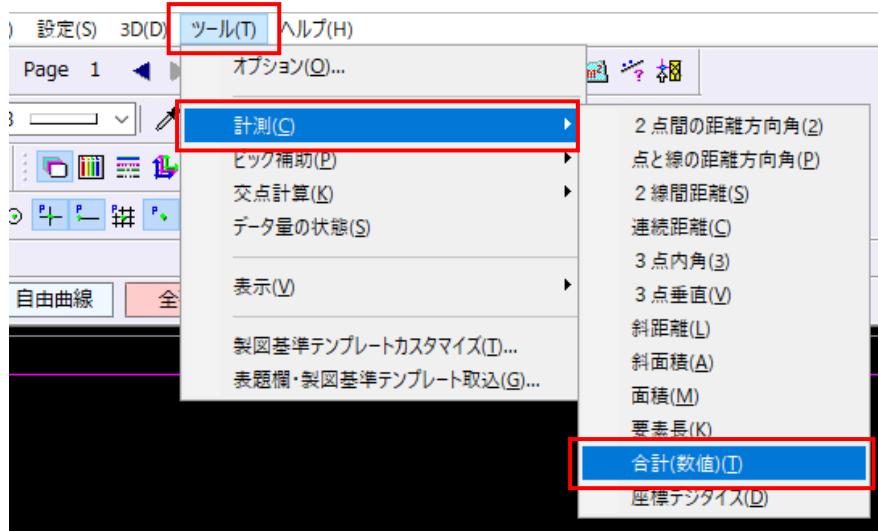 ) 設定(S) 3D(D) ツール(T) ヘルプ(H)
Page 1
オプション(O)...
計測(C)
ピック補助(P)
交点計算(K)
データ量の状態(S)
表示(V)
製図基準テンプレートカスタマイズ(T)...
表題欄・製図基準テンプレート取込(G)...
2点間の距離方向角(2)
点と線の距離方向角(P)
2線間距離(S)
連続距離(C)
3点内角(3)
3点垂直(V)
斜距離(L)
斜面積(A)
面積(M)
要素長(K)
合計(数値)(T)
座標デジタイズ(D)
自由曲線
全